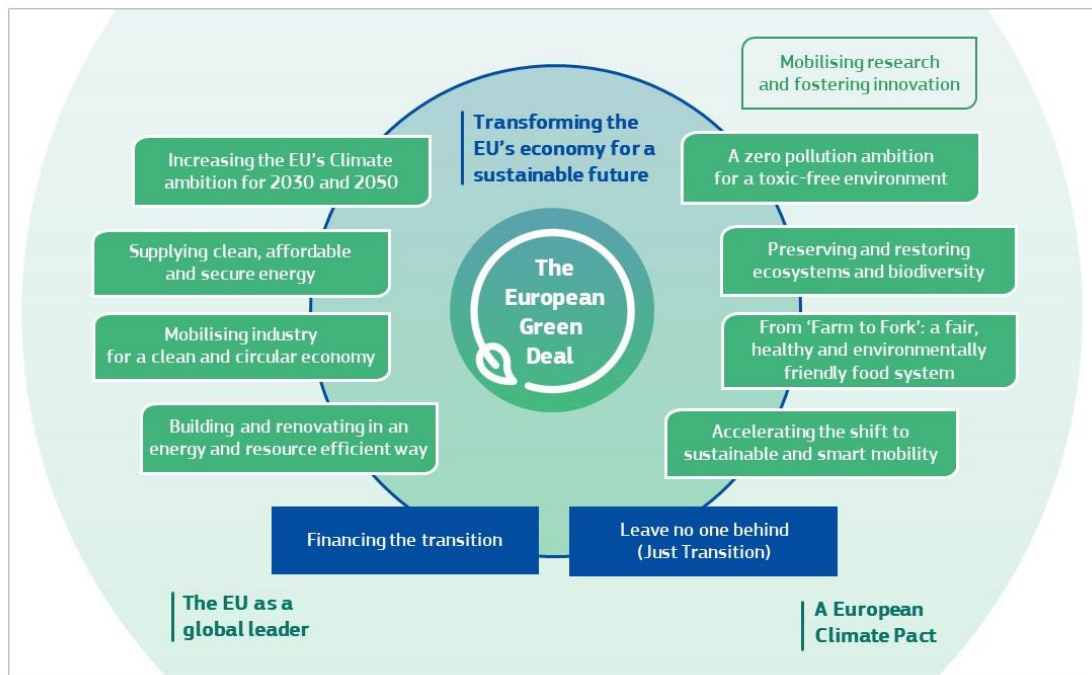 Mobilising research
and fostering innovation
Transforming the
EU's economy for a
sustainable future
Increasing the EU's Climate
ambition for 2030 and 2050
A zero pollution ambition
for a toxic-free environment
Supplying clean, affordable
and secure energy
The
European
Green
Deal
Preserving and restoring
ecosystems and biodiversity
Mobilising industry
for a clean and circular economy
From ‘Farm to Fork’: a fair,
healthy and environmentally
friendly food system
Building and renovating in an
energy and resource efficient way
Accelerating the shift to
sustainable and smart mobility
Financing the transition
Leave no one behind
(Just Transition)
The EU as a
global leader
A European
Climate Pact